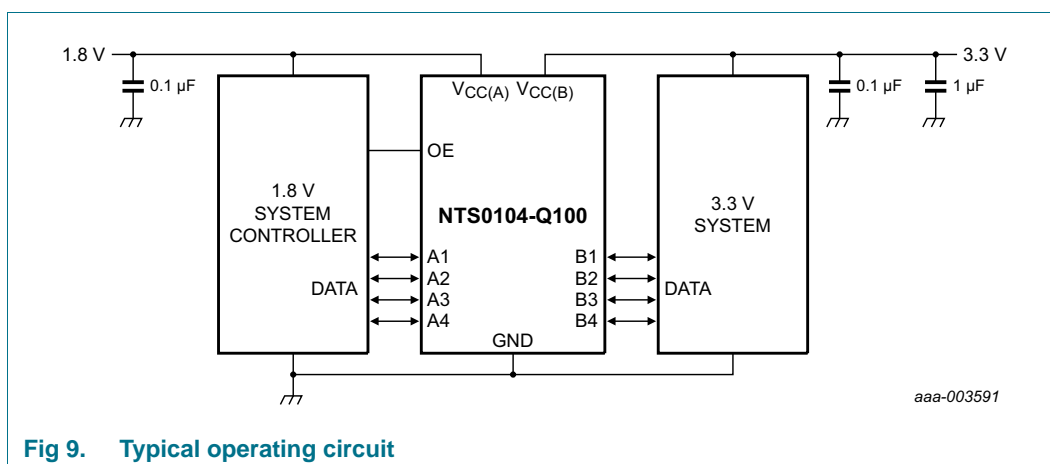 1.8 V
3.3 V
0.1 µF
0.1 µF
1 µF
VCC(A) VCC(B)
OE
1.8 V
SYSTEM
CONTROLLER
NTS0104-Q100
3.3 V
SYSTEM
DATA
A1
A2
A3
A4
B1
B2
B3
B4
DATA
GND
aaa-003591
Fig 9. Typical operating circuit